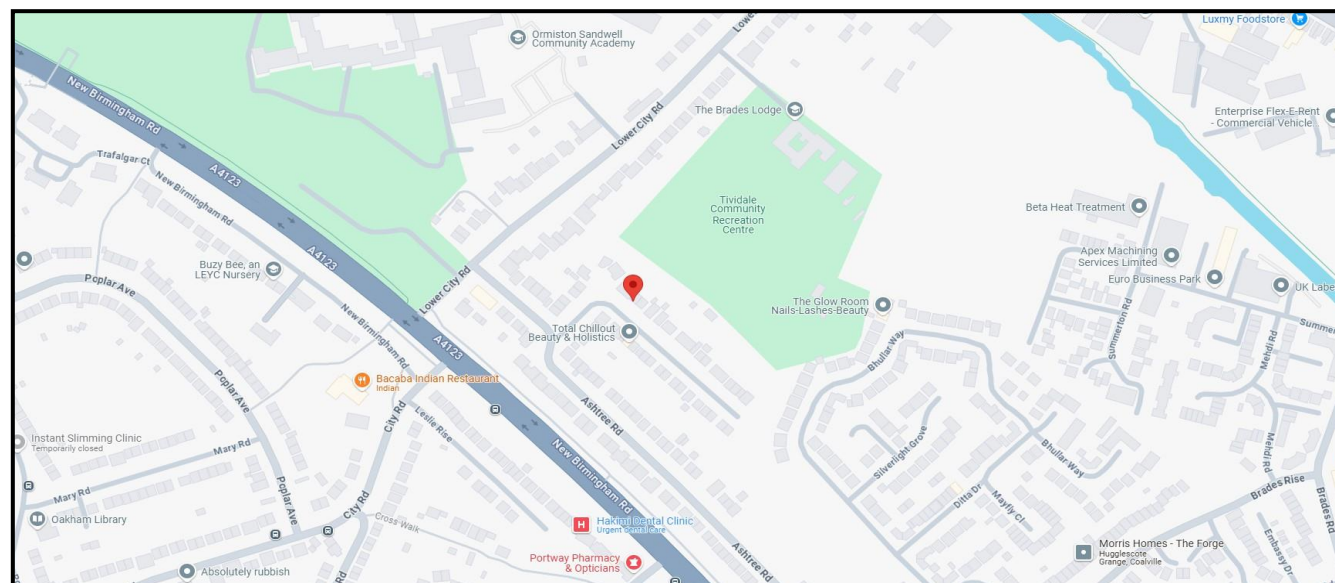 Luxmy Foodstore
Ormiston Sandwell
Community Academy
Lower City Rd
New Birmingham Rd
A4123
The Brades Lodge
Enterprise Flex-E-Rent
- Commercial Vehicle
Trafalgar Ct
New Birmingham Rd
A4123
Tividale
Community
Recreation
Centre
Beta Heat Treatment
Buzy Bee, an
LEYC Nursery
Apex Machining
Services Limited
Euro Business Park
UK Labe
Poplar Ave
Lower City Rd
The Glow Room
Nails-Lashes-Beauty
Summerton Rd
Summer
New Birmingham Rd
A4123
Total Chillout
Beauty & Holistics
Bhullar Way
Mehdi Rd
Bacaba Indian Restaurant
Indian
Poplar Ave
City Rd
Leslie Rise
Ashtree Rd
Instant Slimming Clinic
Temporarily closed
Mary Rd
New Birmingham Rd
Silverlight Grove
Bhullar Way
Mehdi Rd
Mary Rd
Poplar Ave
City Rd
Ditta Dr
Mayfly Cl
Brades Rise
Brades Rd
Oakham Library
Cross-Walk
H
Hakimi Dental Clinic
Urgent Dental Care
Ashtree Rd
Morris Homes - The Forge
Hugglescote
Grange, Coalville
Embassy Dr
Absolutely rubbish
City Rd
Portway Pharmacy
& Opticians